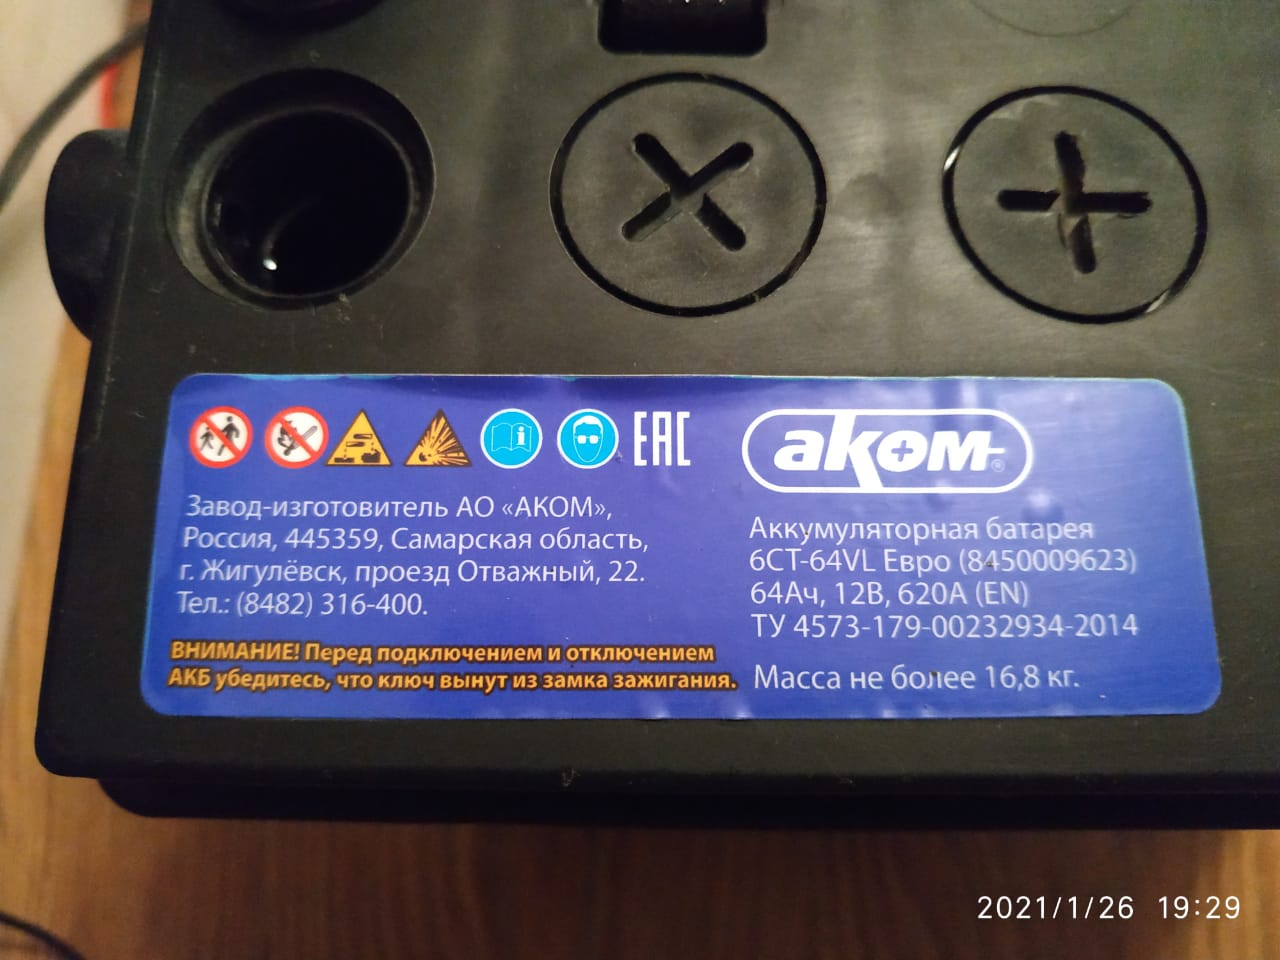 ЕАС
аком®
Завод-изготовитель АО «АКОМ»,
Россия, 445359, Самарская область,
г. Жигулёвск, проезд Отважный, 22.
Тел.: (8482) 316-400.
ВНИМАНИЕ! Перед подключением и отключением
АКБ убедитесь, что ключ вынут из замка зажигания.
Аккумуляторная батарея
6СТ-64VL Евро (8450009623)
64Ач, 12В, 620А (EN)
ТУ 4573-179-00232934-2014
Масса не более 16,8 кг.
2021/1/26 19:29